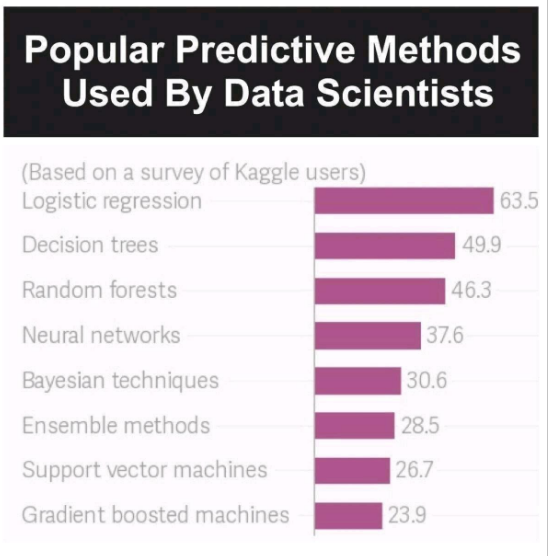 Popular Predictive Methods
Used By Data Scientists
(Based on a survey of Kaggle users)
Logistic regression 63.5
Decision trees 49.9
Random forests 46.3
Neural networks 37.6
Bayesian techniques 30.6
Ensemble methods 28.5
Support vector machines 26.7
Gradient boosted machines 23.9